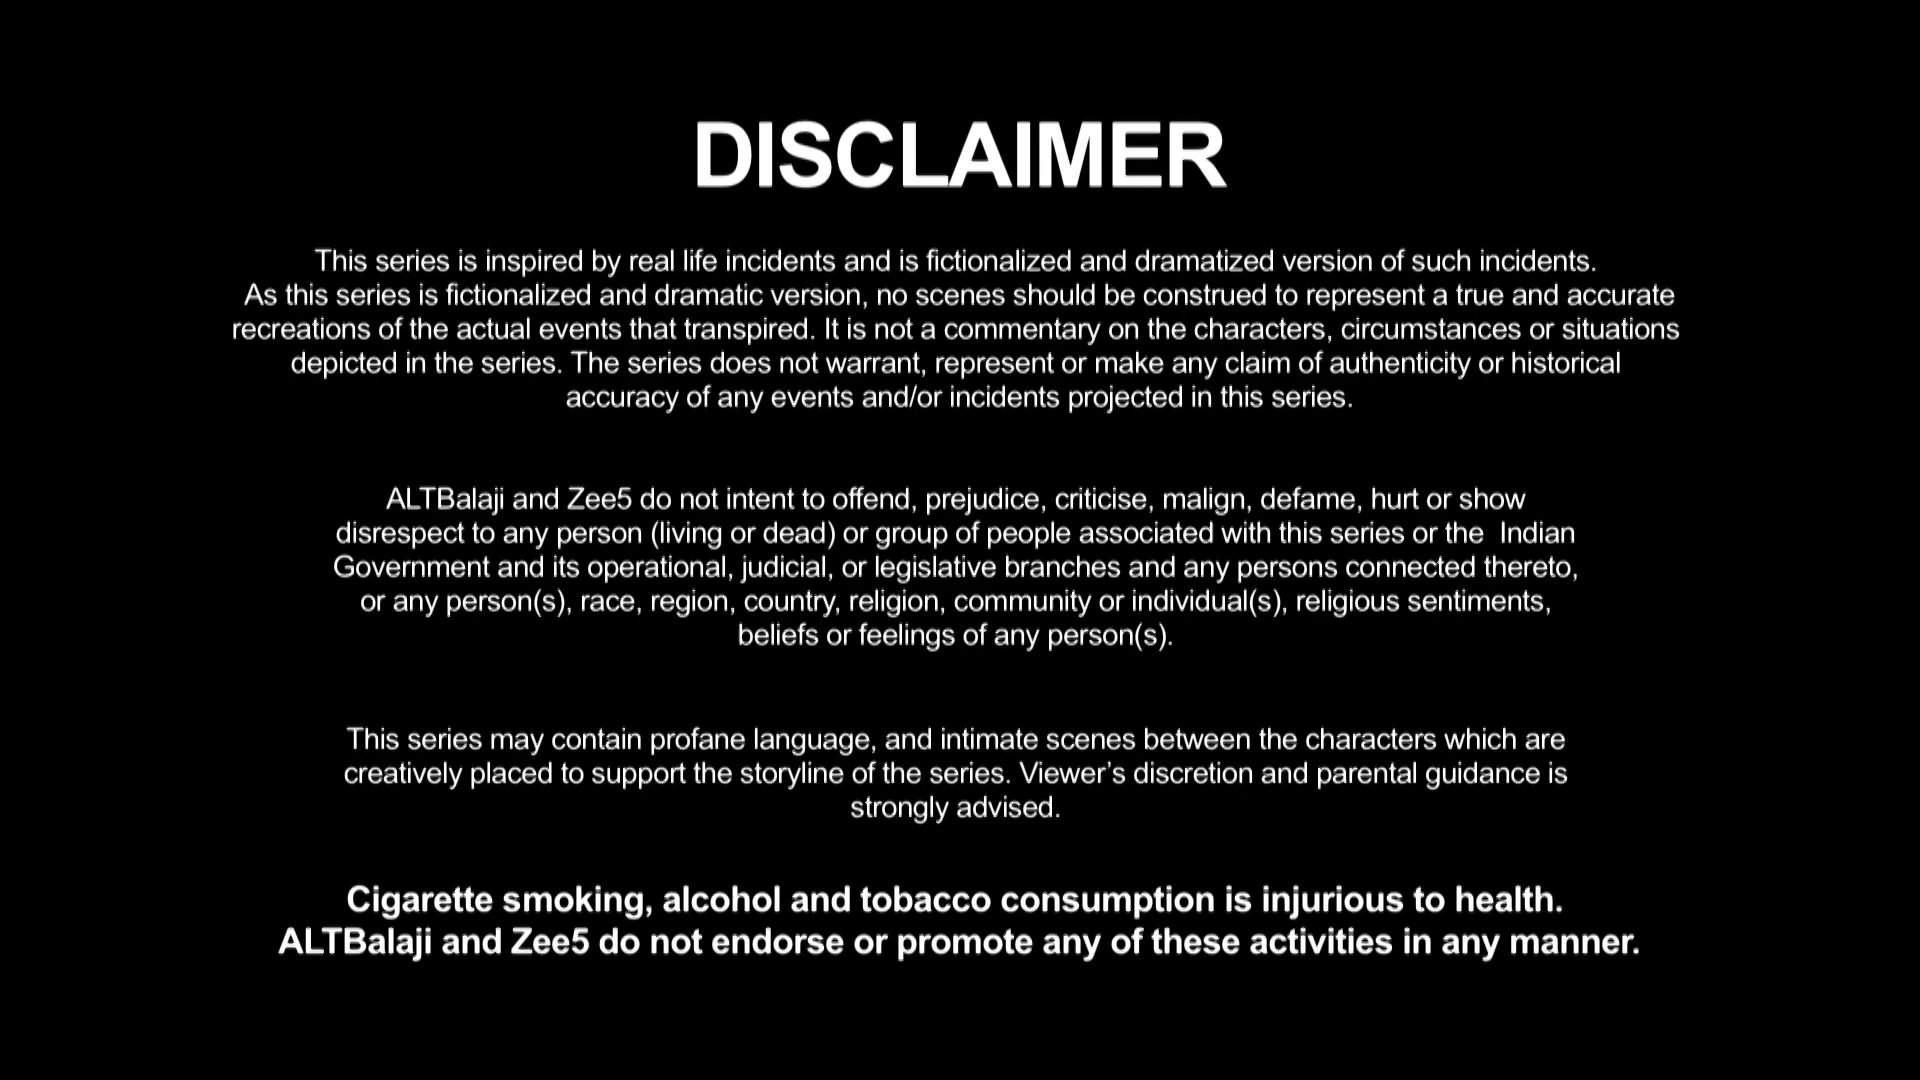 DISCLAIMER
This series is inspired by real life incidents and is fictionalized and dramatized version of such incidents.
As this series is fictionalized and dramatic version, no scenes should be construed to represent a true and accurate
recreations of the actual events that transpired. It is not a commentary on the characters, circumstances or situations
depicted in the series. The series does not warrant, represent or make any claim of authenticity or historical
accuracy of any events and/or incidents projected in this series.
ALTBalaji and Zee5 do not intent to offend, prejudice, criticise, malign, defame, hurt or show
disrespect to any person (living or dead) or group of people associated with this series or the  Indian
Government and its operational, judicial, or legislative branches and any persons connected thereto,
or any person(s), race, region, country, religion, community or individual(s), religious sentiments,
beliefs or feelings of any person(s).
This series may contain profane language, and intimate scenes between the characters which are
creatively placed to support the storyline of the series. Viewer’s discretion and parental guidance is
strongly advised.
Cigarette smoking, alcohol and tobacco consumption is injurious to health.
ALTBalaji and Zee5 do not endorse or promote any of these activities in any manner.